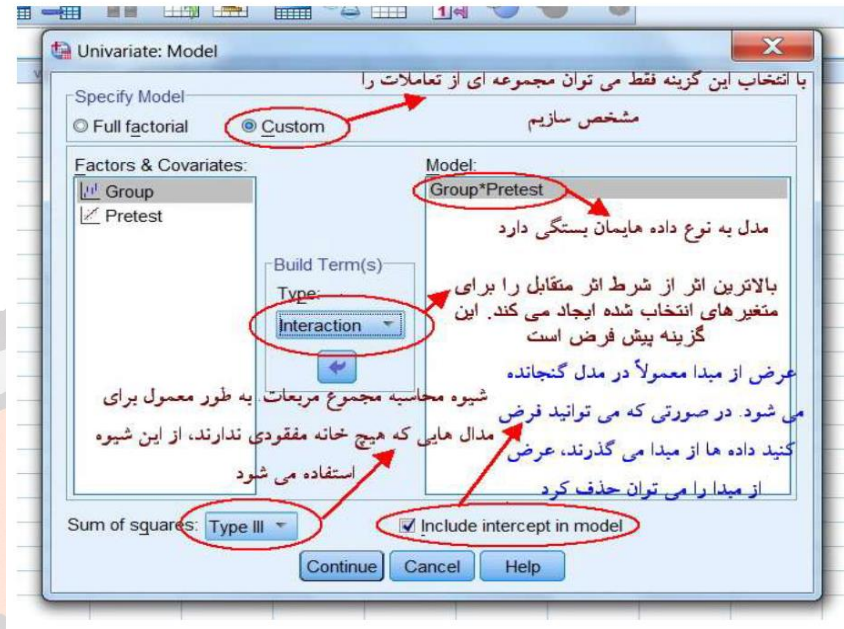 Univariate: Model
با انتخاب این گزینه فقط می توان مجموعه ای از تعاملات را
مشخص سازیم
Specify Model
Full factorial
Custom
Factors & Covariates:
Group
Pretest
Model:
Group*Pretest
مدل به نوع داده هایمان بستگی دارد
Build Term(s)
Type:
Interaction
بالاترین اثر از شرط اثر متقابل را برای
متغیرهای انتخاب شده ایجاد می کند. این
گزینه پیش فرض است
عرض از مبدا معمولاً در مدل گنجانده
می شود. در صورتی که می توانید فرض
کنید داده ها از مبدا می گذرند، عرض
از مبدا را می توان حذف کرد
شیوه محاسبه مجموع مربعات. به طور معمول برای
مدال هایی که هیچ خانه مفقودی ندارند، از این شیوه
استفاده می شود
Sum of squares:
Type III
Include intercept in model
Continue
Cancel
Help